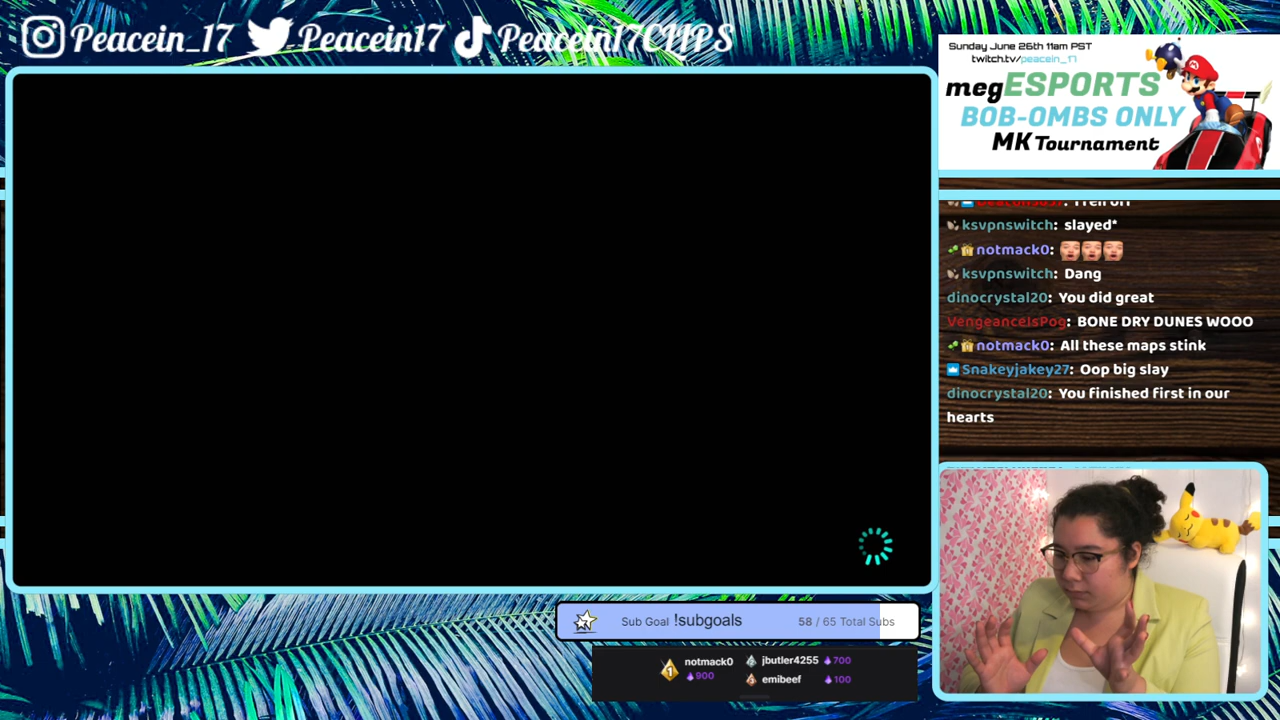 Peacein_17 Peacein17 Peacein17ClIPS
Sunday June 26th 11am PST
twitch.tv/peacein_17
megESPORTS
BOB-OMBS ONLY
MK Tournament
ksvpnswitch: slayed*
notmack0:
ksvpnswitch: Dang
dinocrystal20: You did great
VengeanceIsPog: BONE DRY DUNES WOOO
notmack0: All these maps stink
Snakeyjakey27: Oop big slay
dinocrystal20: You finished first in our
hearts
Sub Goal !subgoals 58 / 65 Total Subs
1 notmack0 900
2 jbutler4255 700
3 emibeef 100